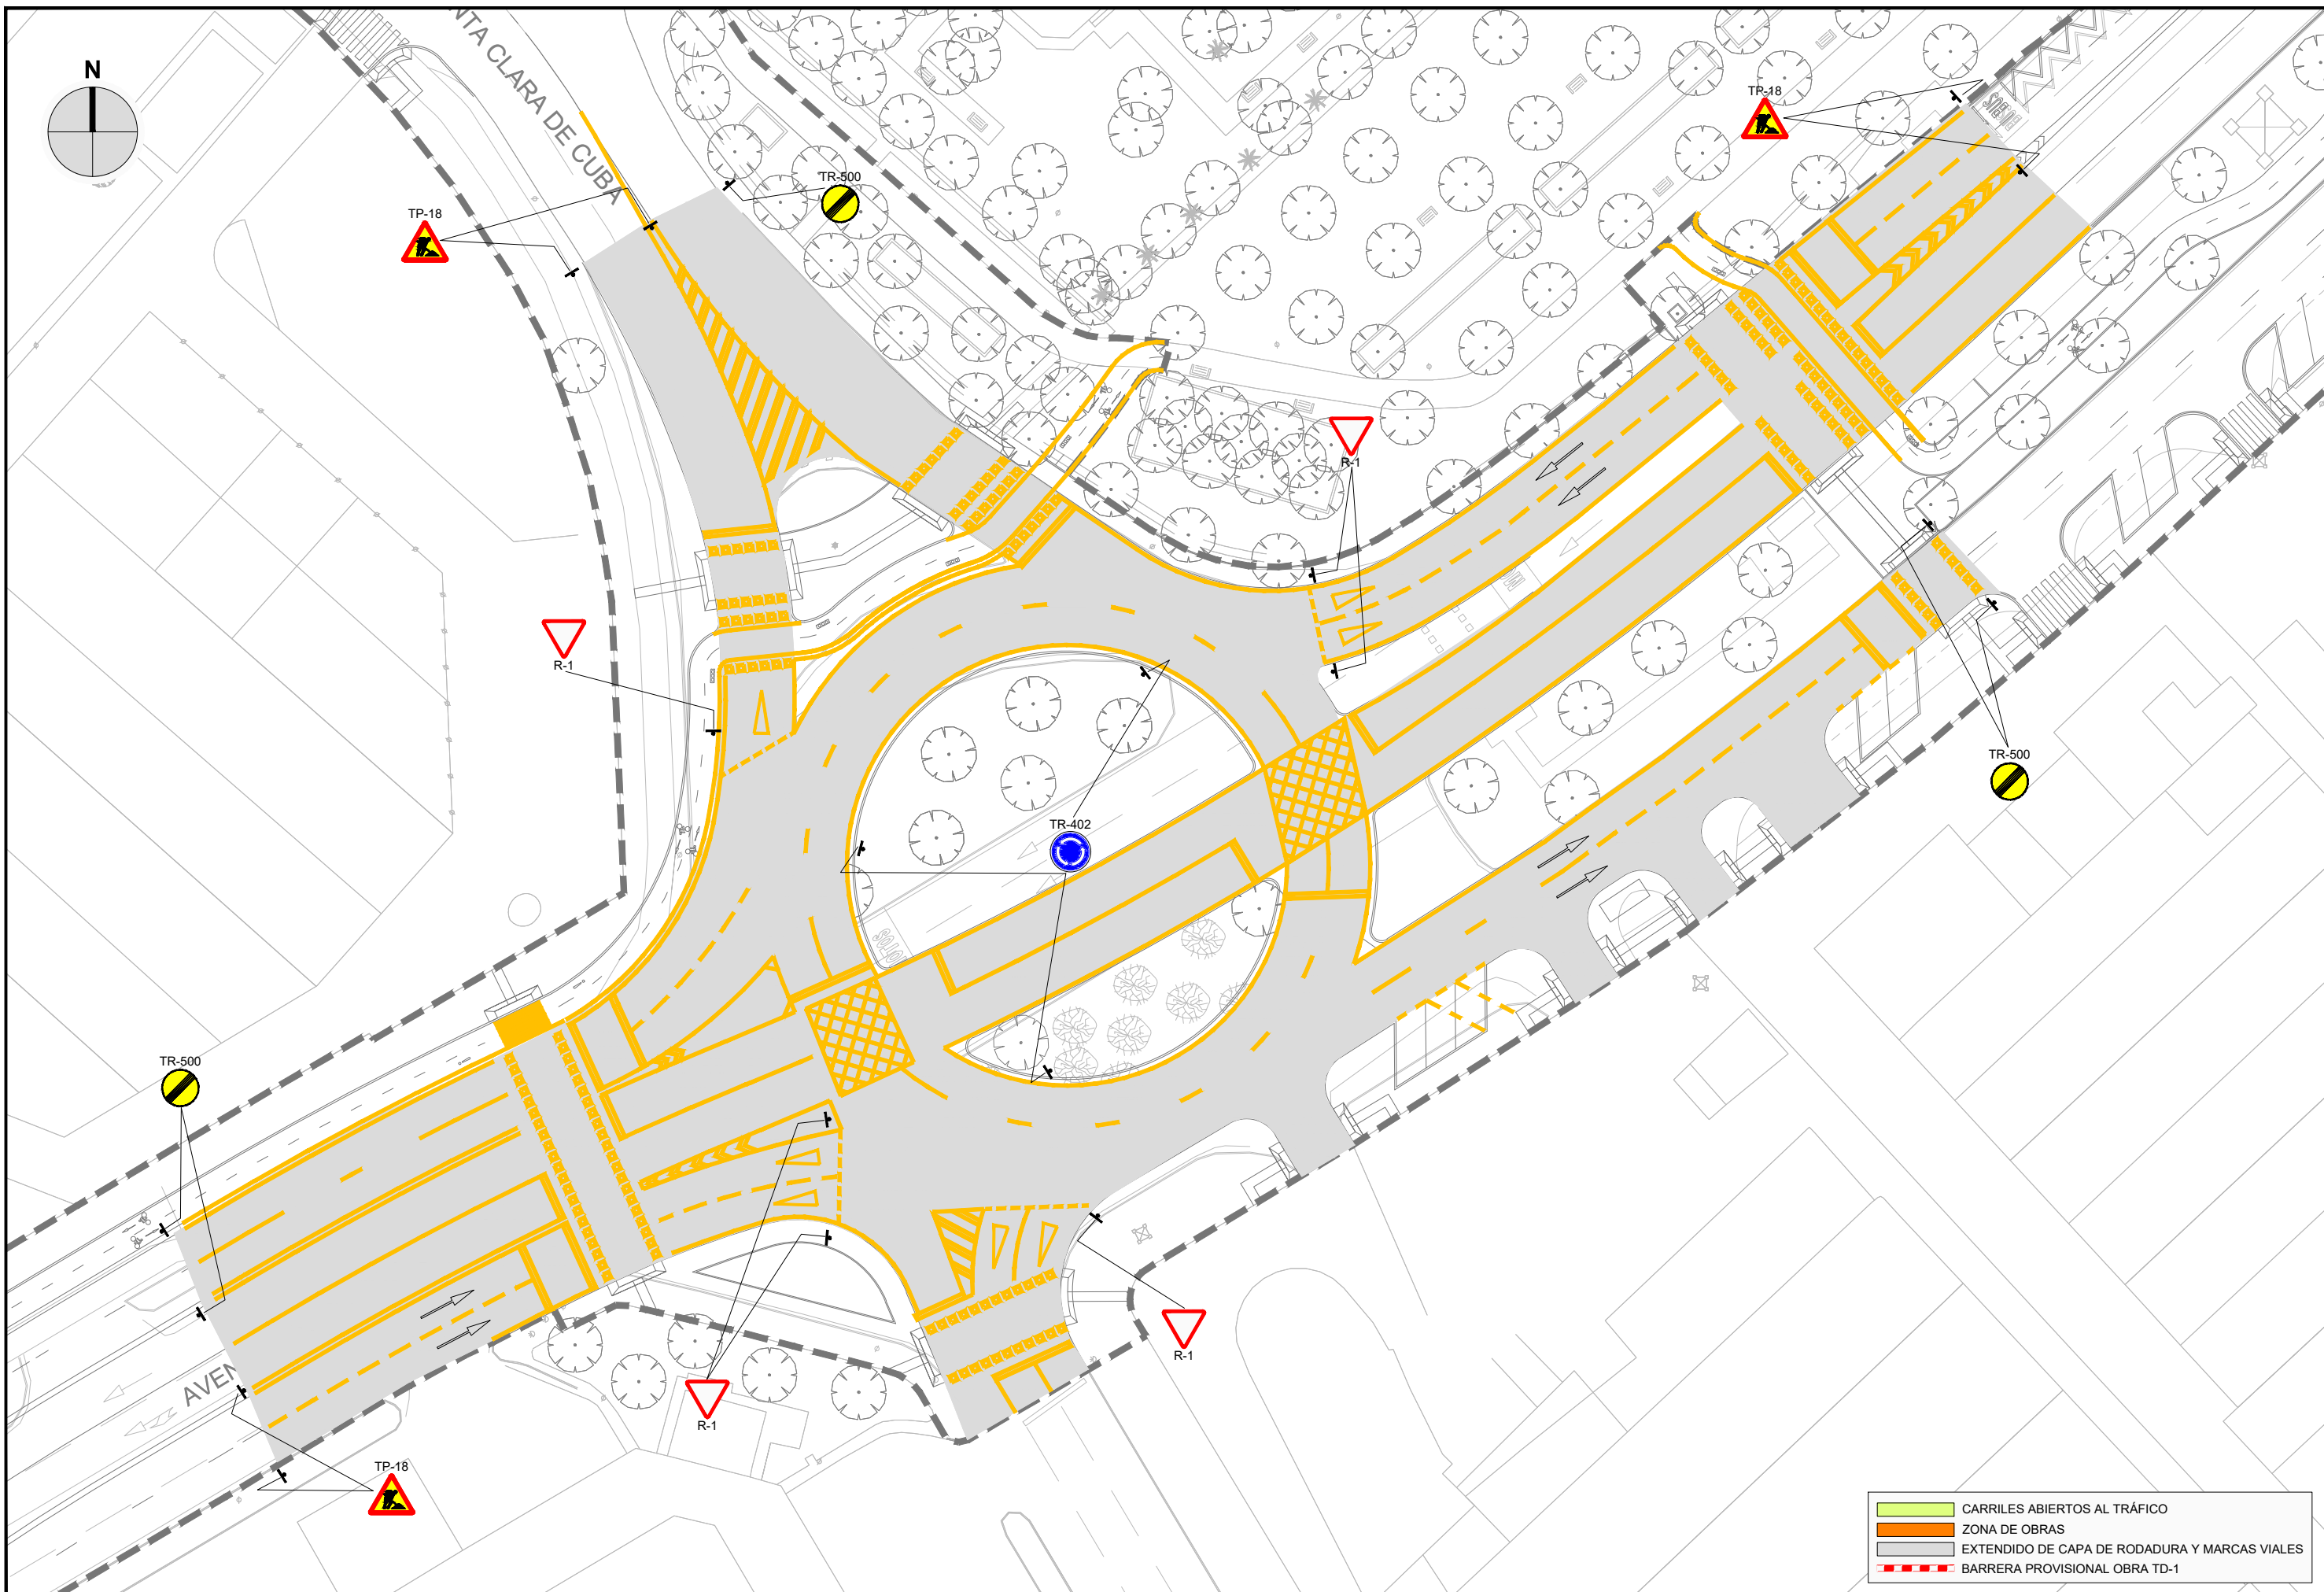 N
NTA CLARA DE CUBA
TP-18
TR-500
TP-18
BUS
R-1
R-1
TR-402
TR-500
TR-500
AVEN
R-1
R-1
TP-18
CARRILES ABIERTOS AL TRÁFICO
ZONA DE OBRAS
EXTENDIDO DE CAPA DE RODADURA Y MARCAS VIALES
BARRERA PROVISIONAL OBRA TD-1